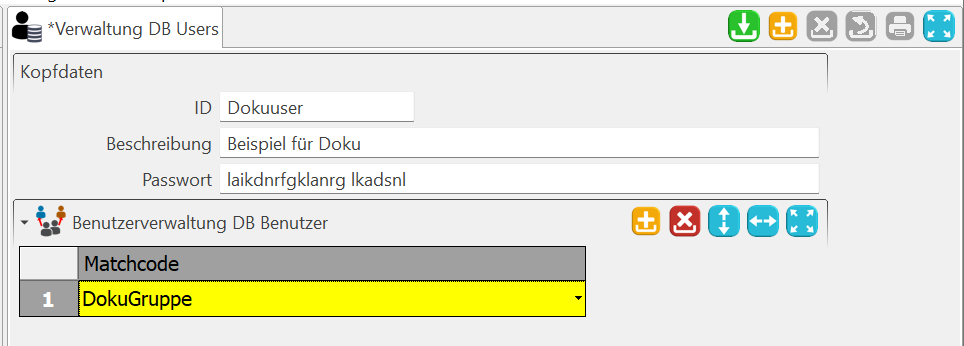 *Verwaltung DB Users
Kopfdaten
ID Dokuuser
Beschreibung Beispiel für Doku
Passwort laikdnrfgklanrg lkadsnl
Benutzerverwaltung DB Benutzer
Matchcode
1 DokuGruppe